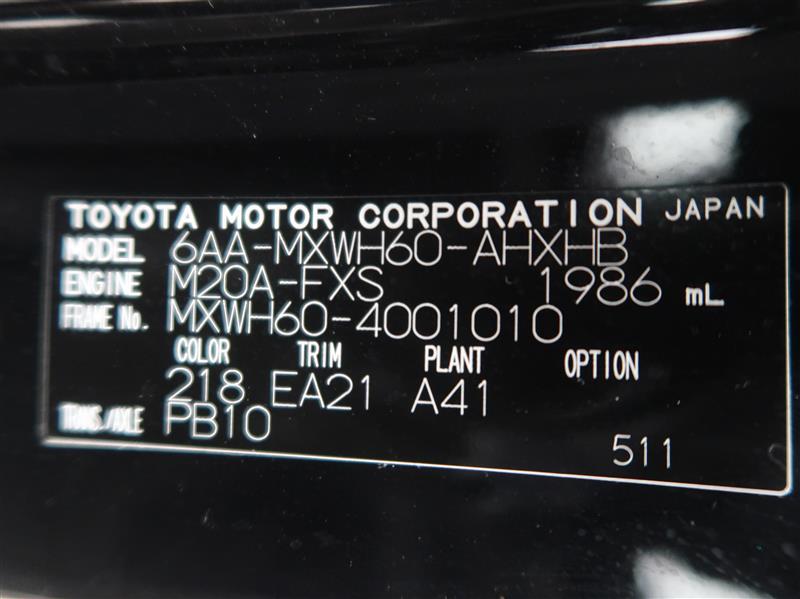 TOYOTA MOTOR CORPORATION JAPAN
MODEL 6AA-MXWH60-AHXHB
ENGINE M20A-FXS 1986 mL
FRAME No. MXWH60-4001010
COLOR TRIM PLANT OPTION
218 EA21 A41
TRANS./AXLE PB10
511